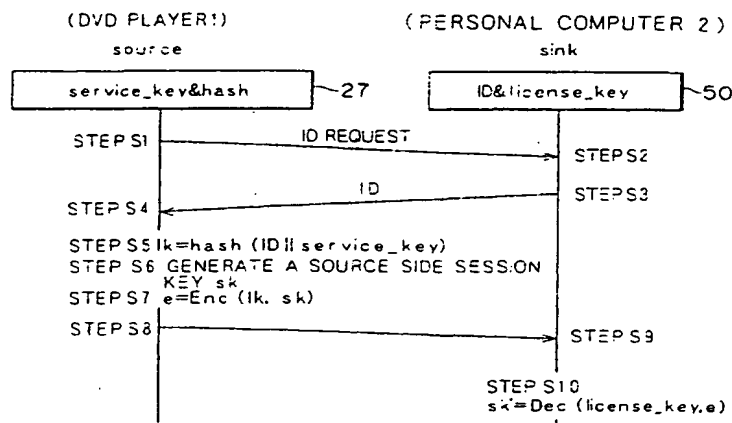 (DVD PLAYER1) (PERSONAL COMPUTER 2)
source sink
service_key&hash 27 ID&license_key 50
STEP S1 ID REQUEST STEP S2
ID STEP S3
STEP S4
STEP S5 lk=hash (ID||service_key)
STEP S6 GENERATE A SOURCE SIDE SESSION
KEY sk
STEP S7 e=Enc (lk, sk)
STEP S8 STEP S9
STEP S10
sk'=Dec (license_key,e)